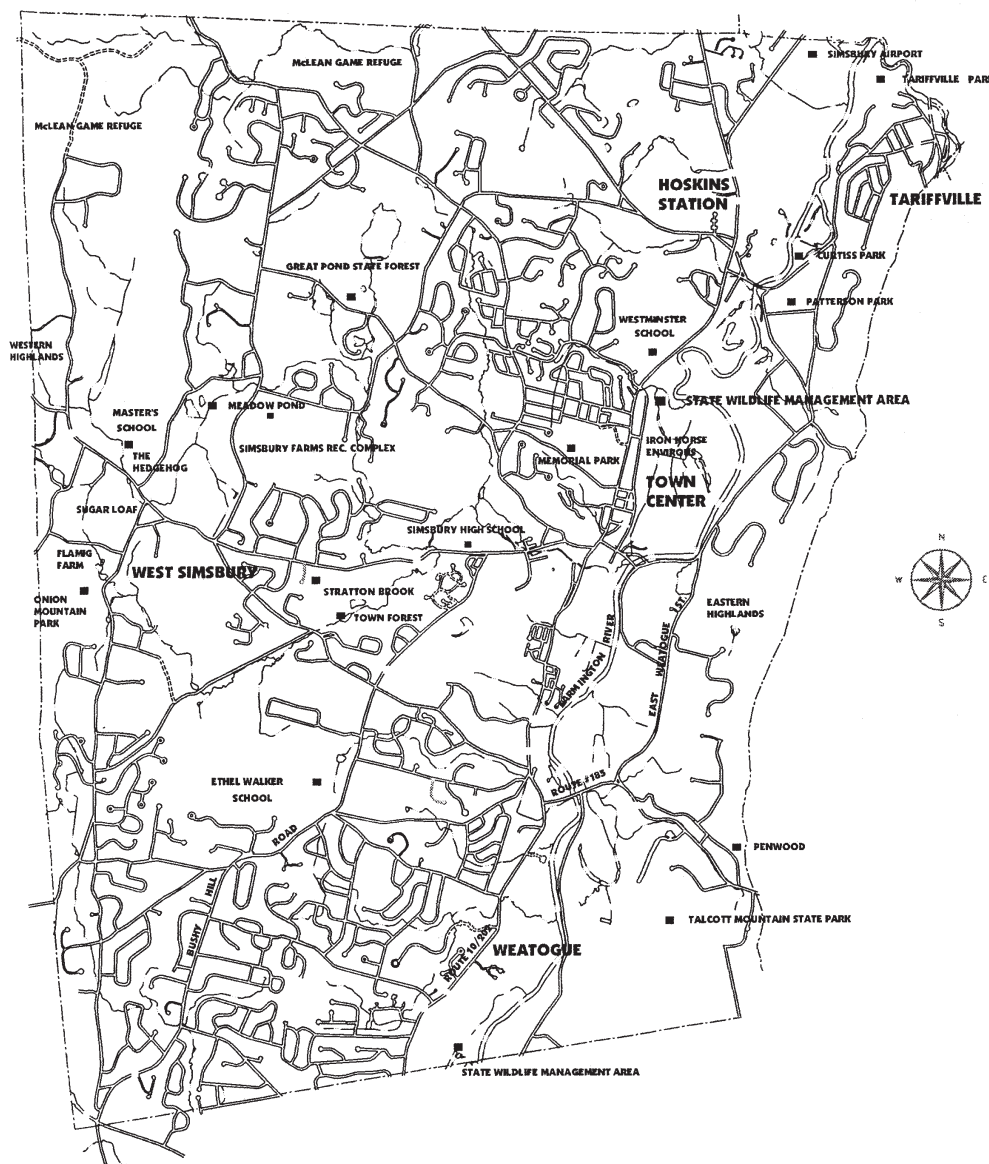 McLEAN GAME REFUGE
SIMSBURY AIRPORT
TARIFFVILLE PARK
McLEAN GAME REFUGE
HOSKINS
STATION
TARIFFVILLE
CURTISS PARK
GREAT POND STATE FOREST
PATTERSON PARK
WESTMINSTER
SCHOOL
WESTERN
HIGHLANDS
MEADOW POND
STATE WILDLIFE MANAGEMENT AREA
MASTER'S
SCHOOL
THE
HEDGEHOG
SIMSBURY FARMS REC. COMPLEX
MEMORIAL PARK
IRON HORSE
ENVIRONS
TOWN
CENTER
SUGAR LOAF
SIMSBURY HIGH SCHOOL
FLAMIG
FARM
WEST SIMSBURY
STRATTON BROOK
ONION
MOUNTAIN
PARK
TOWN FOREST
EASTERN
HIGHLANDS
FARMINGTON RIVER
EAST WEATOGUE ST.
N
W
E
S
ETHEL WALKER
SCHOOL
ROUTE #185
BUSHY HILL ROAD
PENWOOD
TALCOTT MOUNTAIN STATE PARK
ROUTE 10/202
WEATOGUE
STATE WILDLIFE MANAGEMENT AREA